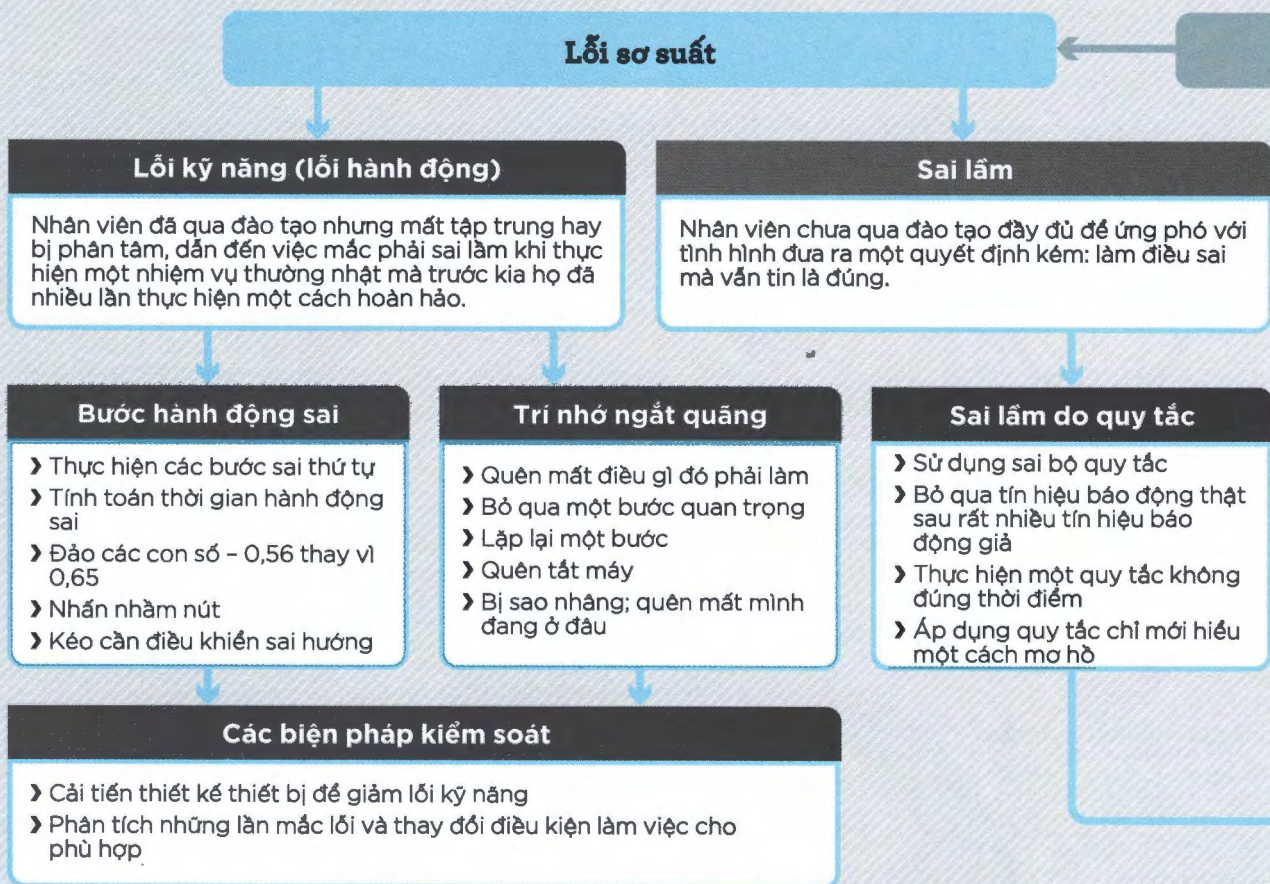 Lỗi sơ suất
Lỗi kỹ năng (lỗi hành động)
Nhân viên đã qua đào tạo nhưng mất tập trung hay
bị phân tâm, dẫn đến việc mắc phải sai lầm khi thực
hiện một nhiệm vụ thường nhật mà trước kia họ đã
nhiều lần thực hiện một cách hoàn hảo.
Sai lầm
Nhân viên chưa qua đào tạo đầy đủ để ứng phó với
tình hình đưa ra một quyết định kém: làm điều sai
mà vẫn tin là đúng.
Bước hành động sai
❯ Thực hiện các bước sai thứ tự
❯ Tính toán thời gian hành động
sai
❯ Đảo các con số – 0,56 thay vì
0,65
❯ Nhấn nhầm nút
❯ Kéo cần điều khiển sai hướng
Trí nhớ ngắt quãng
❯ Quên mất điều gì đó phải làm
❯ Bỏ qua một bước quan trọng
❯ Lặp lại một bước
❯ Quên tắt máy
❯ Bị sao nhãng; quên mất mình
đang ở đâu
Sai lầm do quy tắc
❯ Sử dụng sai bộ quy tắc
❯ Bỏ qua tín hiệu báo động thật
sau rất nhiều tín hiệu báo
động giả
❯ Thực hiện một quy tắc không
đúng thời điểm
❯ Áp dụng quy tắc chỉ mới hiểu
một cách mơ hồ
Các biện pháp kiểm soát
❯ Cải tiến thiết kế thiết bị để giảm lỗi kỹ năng
❯ Phân tích những lần mắc lỗi và thay đổi điều kiện làm việc cho
phù hợp